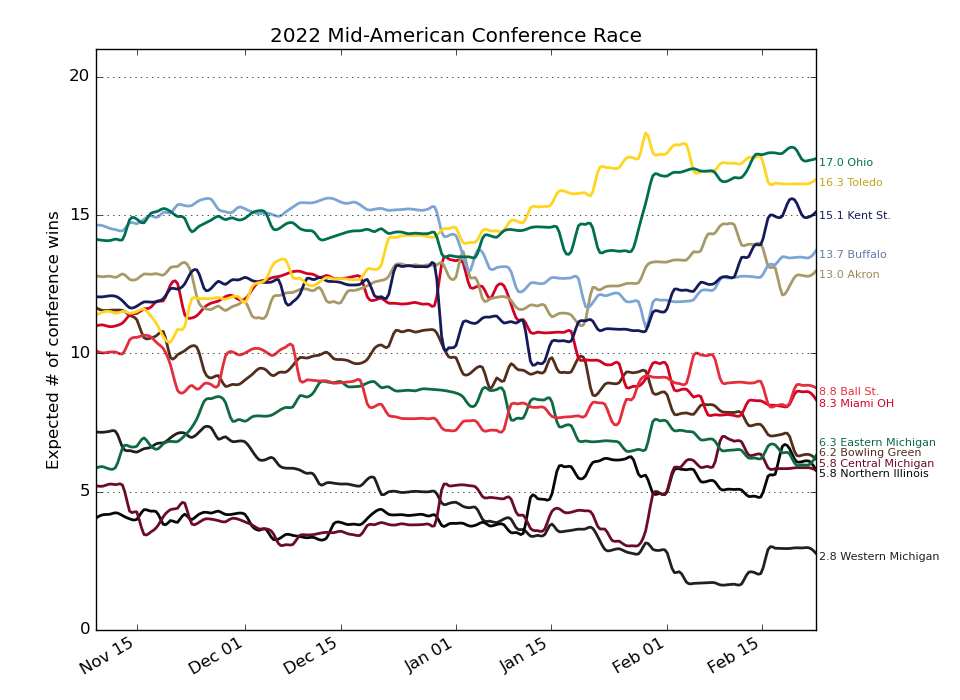 2022 Mid-American Conference Race
Expected # of conference wins
20
15
10
5
0
Nov 15
Dec 01
Dec 15
Jan 01
Jan 15
Feb 01
Feb 15
17.0 Ohio
16.3 Toledo
15.1 Kent St.
13.7 Buffalo
13.0 Akron
8.8 Ball St.
8.3 Miami OH
6.3 Eastern Michigan
6.2 Bowling Green
5.8 Central Michigan
5.8 Northern Illinois
2.8 Western Michigan